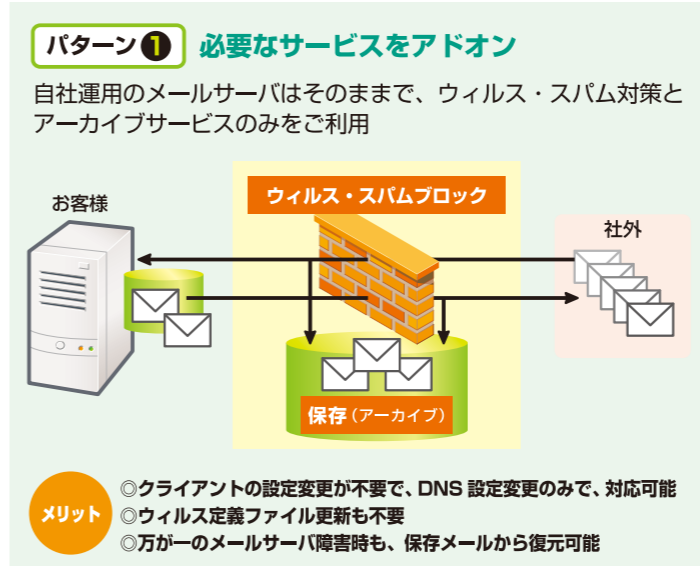 パターン❶ 必要なサービスをアドオン
自社運用のメールサーバはそのままで、ウィルス・スパム対策と
アーカイブサービスのみをご利用
ウィルス・スパムブロック
お客様
社外
保存（アーカイブ）
メリット
◎クライアントの設定変更が不要で、DNS 設定変更のみで、対応可能
◎ウィルス定義ファイル更新も不要
◎万が一のメールサーバ障害時も、保存メールから復元可能